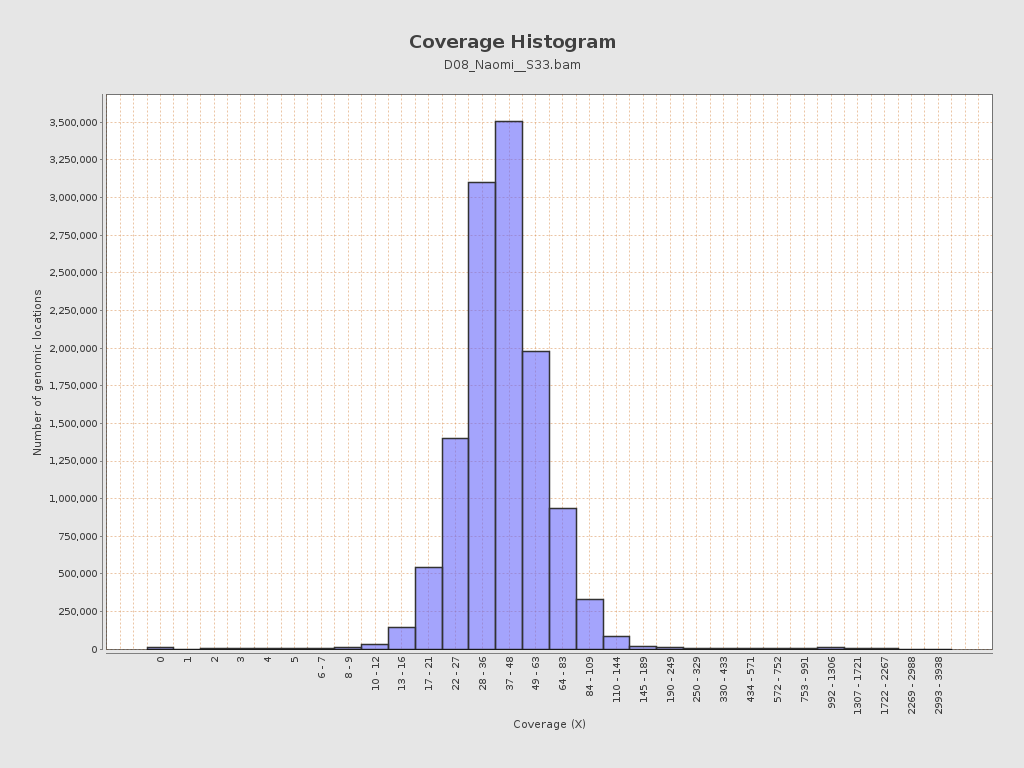 Coverage Histogram
D08_Naomi__S33.bam
Number of genomic locations
3,500,000
3,250,000
3,000,000
2,750,000
2,500,000
2,250,000
2,000,000
1,750,000
1,500,000
1,250,000
1,000,000
750,000
500,000
250,000
0
0
1
2
3
4
5
6 - 7
8 - 9
10 - 12
13 - 16
17 - 21
22 - 27
28 - 36
37 - 48
49 - 63
64 - 83
84 - 109
110 - 144
145 - 189
190 - 249
250 - 329
330 - 433
434 - 571
572 - 752
753 - 991
992 - 1306
1307 - 1721
1722 - 2267
2269 - 2988
2993 - 3938
Coverage (X)